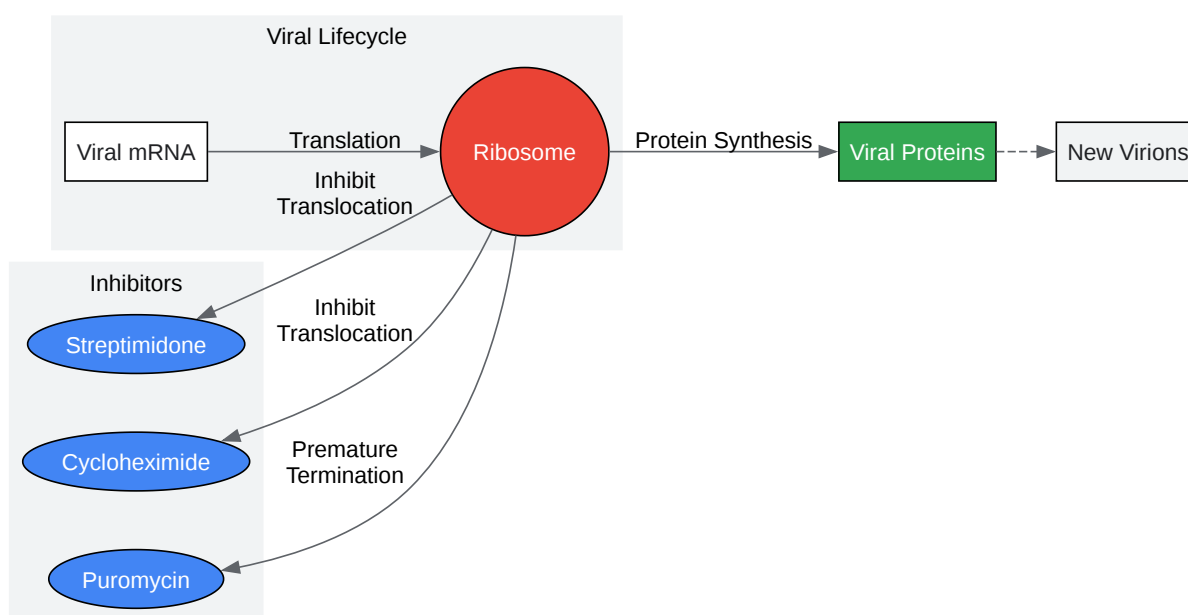 Viral Lifecycle
Viral mRNA
Translation
Ribosome
Protein Synthesis
Viral Proteins
New Virions
Inhibit
Translocation
Inhibitors
Streptimidone
Inhibit
Translocation
Cycloheximide
Premature
Termination
Puromycin